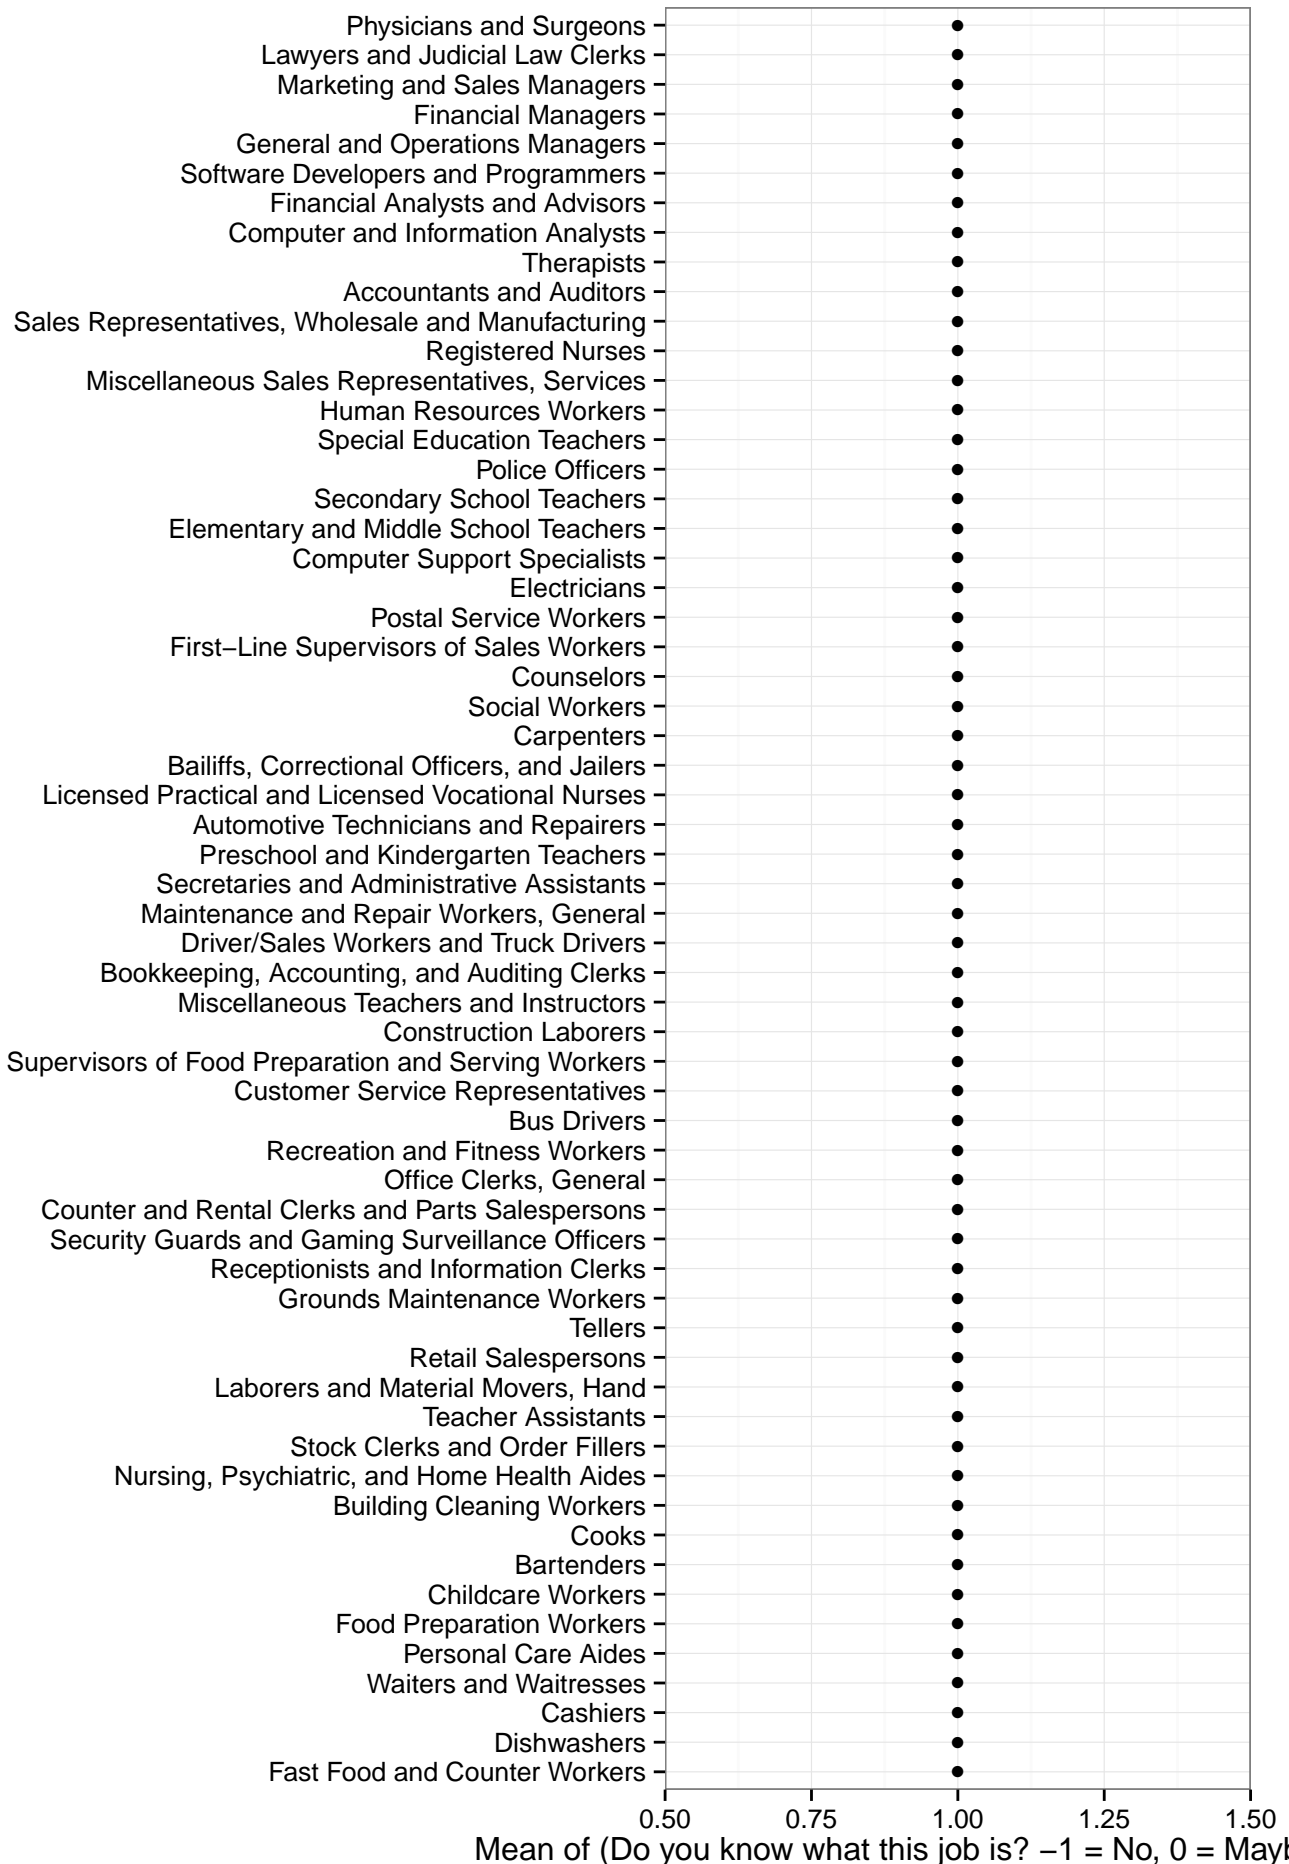 Physicians and Surgeons
Lawyers and Judicial Law Clerks
Marketing and Sales Managers
Financial Managers
General and Operations Managers
Software Developers and Programmers
Financial Analysts and Advisors
Computer and Information Analysts
Therapists
Accountants and Auditors
Sales Representatives, Wholesale and Manufacturing
Registered Nurses
Miscellaneous Sales Representatives, Services
Human Resources Workers
Special Education Teachers
Police Officers
Secondary School Teachers
Elementary and Middle School Teachers
Computer Support Specialists
Electricians
Postal Service Workers
First−Line Supervisors of Sales Workers
Counselors
Social Workers
Carpenters
Bailiffs, Correctional Officers, and Jailers
Licensed Practical and Licensed Vocational Nurses
Automotive Technicians and Repairers
Preschool and Kindergarten Teachers
Secretaries and Administrative Assistants
Maintenance and Repair Workers, General
Driver/Sales Workers and Truck Drivers
Bookkeeping, Accounting, and Auditing Clerks
Miscellaneous Teachers and Instructors
Construction Laborers
Supervisors of Food Preparation and Serving Workers
Customer Service Representatives
Bus Drivers
Recreation and Fitness Workers
Office Clerks, General
Counter and Rental Clerks and Parts Salespersons
Security Guards and Gaming Surveillance Officers
Receptionists and Information Clerks
Grounds Maintenance Workers
Tellers
Retail Salespersons
Laborers and Material Movers, Hand
Teacher Assistants
Stock Clerks and Order Fillers
Nursing, Psychiatric, and Home Health Aides
Building Cleaning Workers
Cooks
Bartenders
Childcare Workers
Food Preparation Workers
Personal Care Aides
Waiters and Waitresses
Cashiers
Dishwashers
Fast Food and Counter Workers
0.50 0.75 1.00 1.25 1.50
Mean of (Do you know what this job is? −1 = No, 0 =